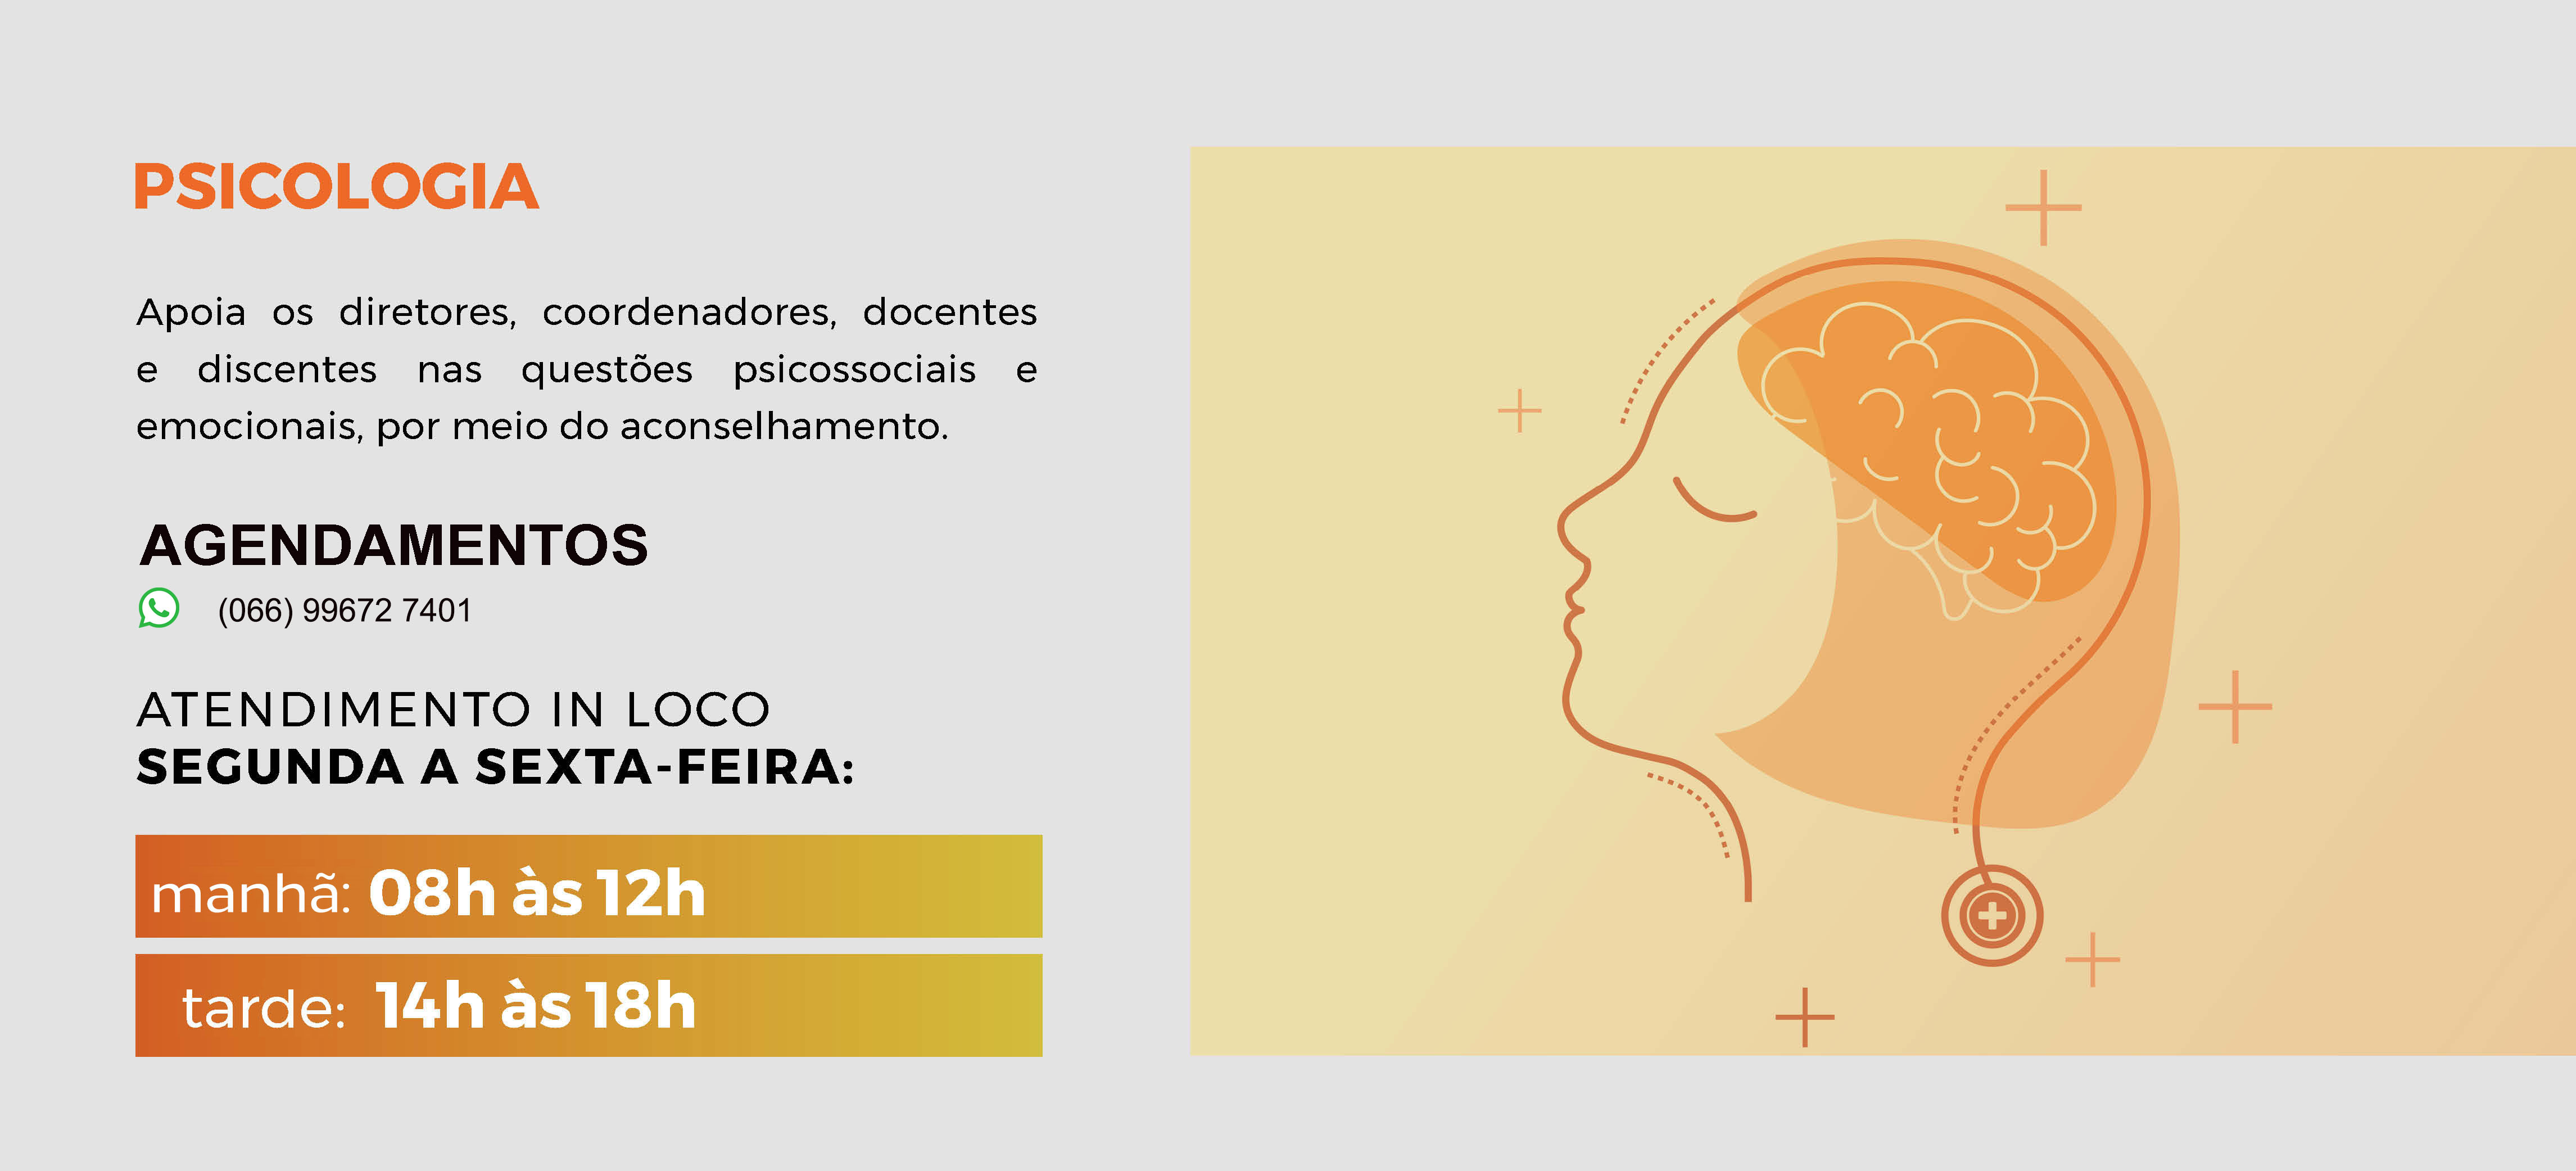 PSICOLOGIA
Apoia os diretores, coordenadores, docentes
e discentes nas questões psicossociais e
emocionais, por meio do aconselhamento.
AGENDAMENTOS
(066) 99672 7401
ATENDIMENTO IN LOCO
SEGUNDA A SEXTA-FEIRA:
manhã: 08h às 12h
tarde: 14h às 18h